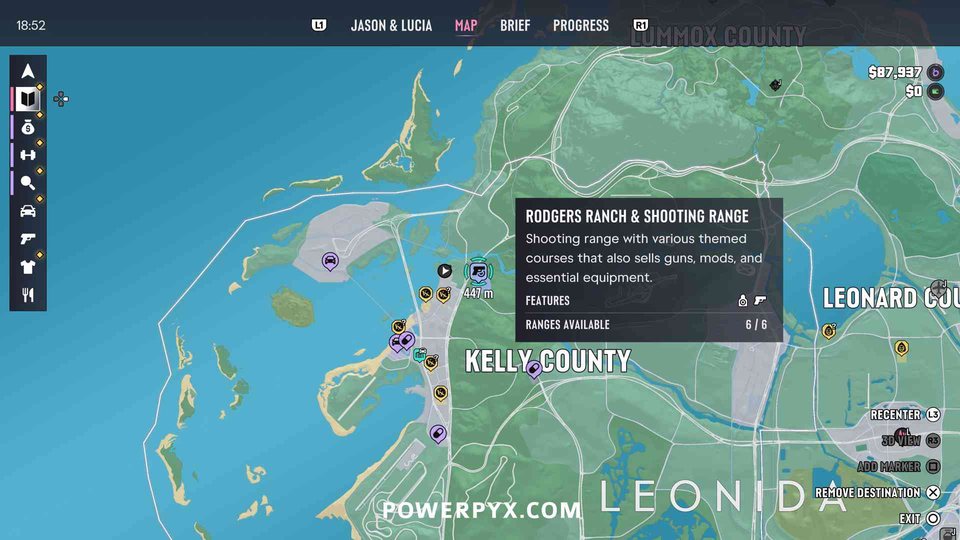 18:52
L1 JASON & LUCIA MAP BRIEF PROGRESS R1
LUMMOX COUNTY
$87,937
$0
RODGERS RANCH & SHOOTING RANGE
Shooting range with various themed
courses that also sells guns, mods, and
essential equipment.
FEATURES
RANGES AVAILABLE 6 / 6
447 m
LEONARD COU
KELLY COUNTY
RECENTER L3
3D VIEW R3
ADD MARKER
LEONIDA
REMOVE DESTINATION
POWERPYX.COM
EXIT